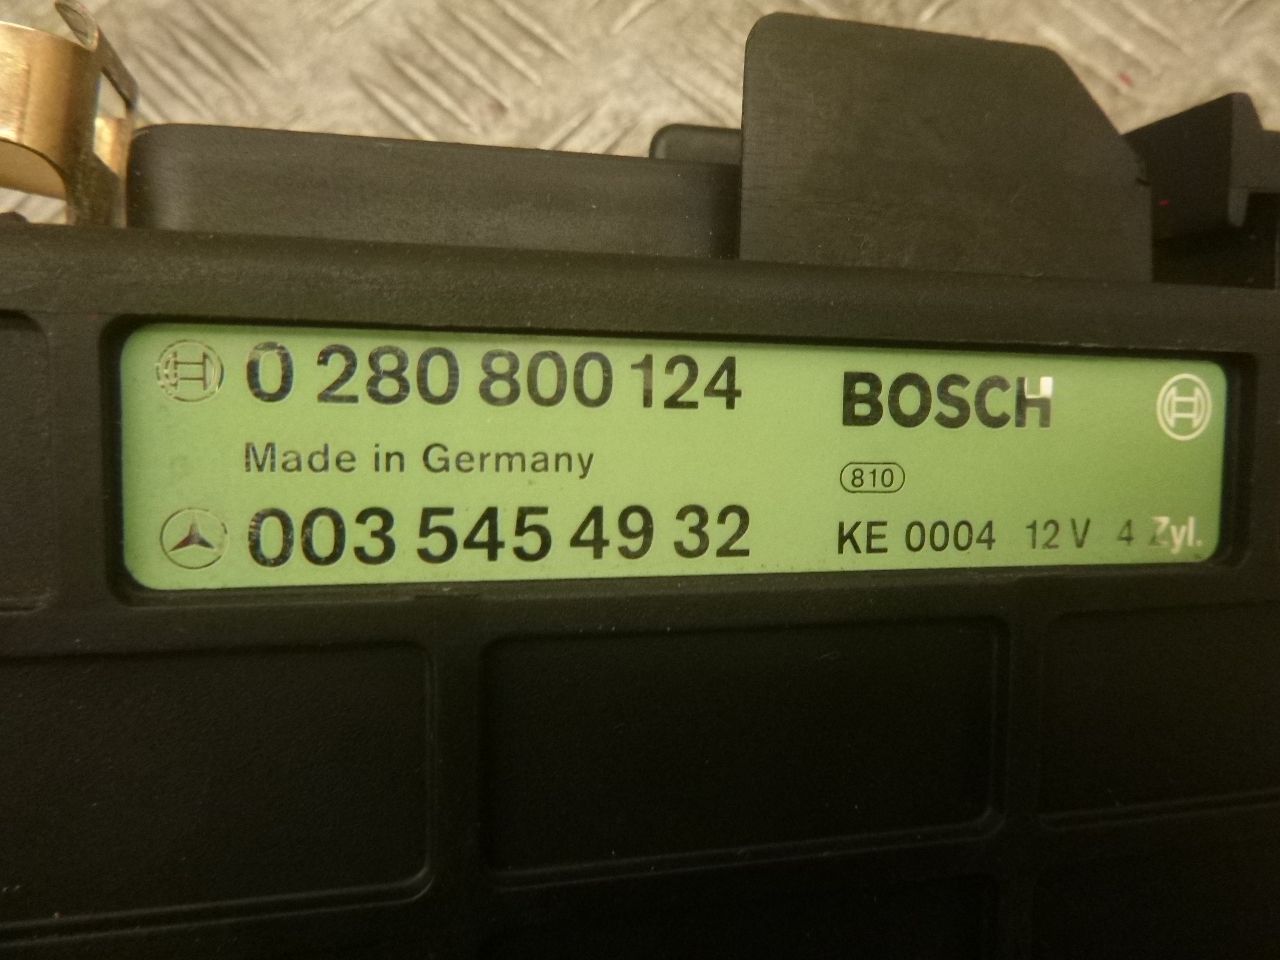 0 280 800 124
BOSCH
Made in Germany
810
003 545 49 32
KE 0004 12 V 4 Zyl.